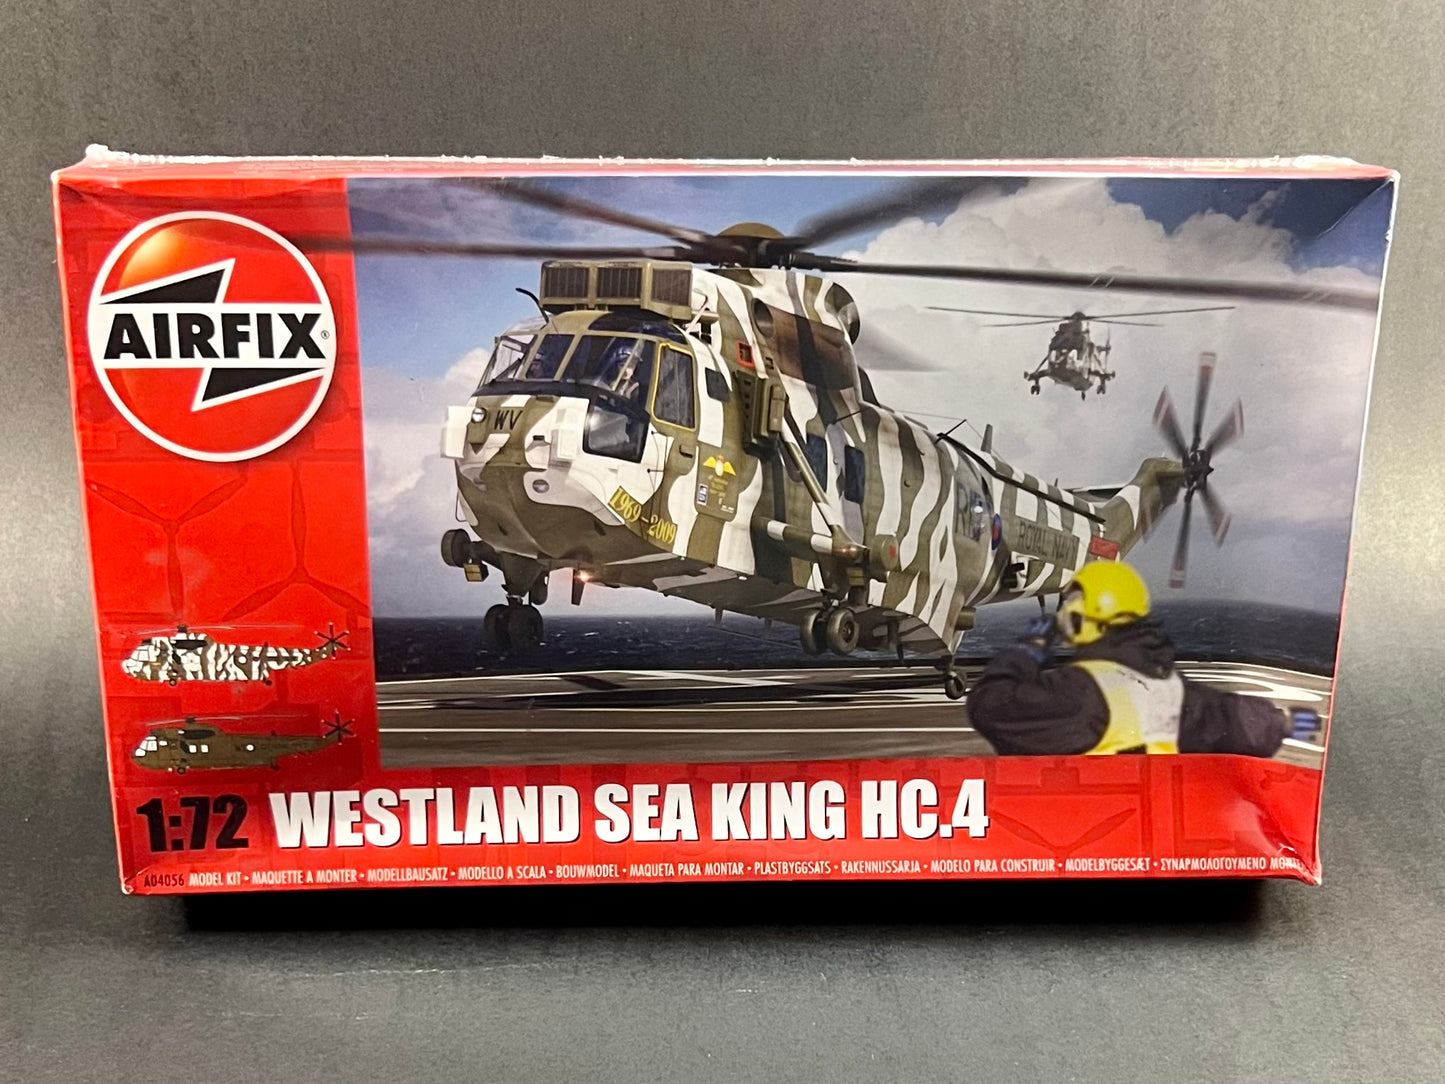 AIRFIX®
WV
1969-2009
ROYAL NAVY
1:72 WESTLAND SEA KING HC.4
A04056 MODEL KIT • MAQUETTE A MONTER • MODELLBAUSATZ • MODELLO A SCALA • BOUWMODEL • MAQUETA PARA MONTAR • PLASTBYGGSATS • RAKENNUSSARJA • MODELO PARA CONSTRUIR • MODELBYGGESÆT • ΣΥΝΑΡΜΟΛΟΓΟΥΜΕΝΟ